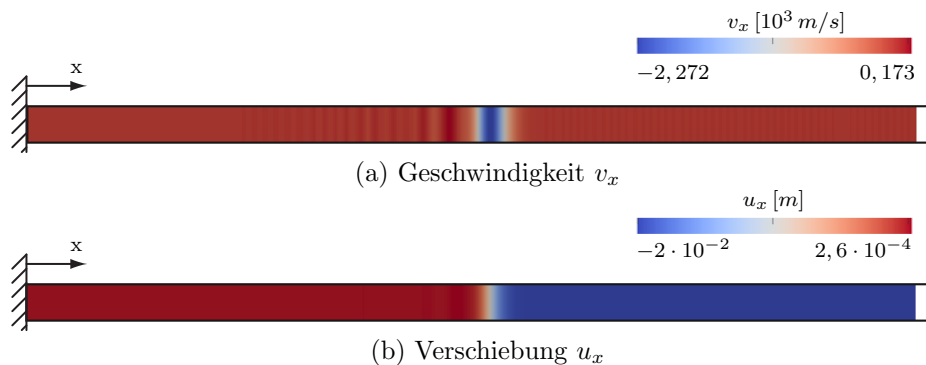 v_x [10^3 m/s]
−2,272 0,173
x
(a) Geschwindigkeit v_x
u_x [m]
−2 · 10^−2 2,6 · 10^−4
x
(b) Verschiebung u_x